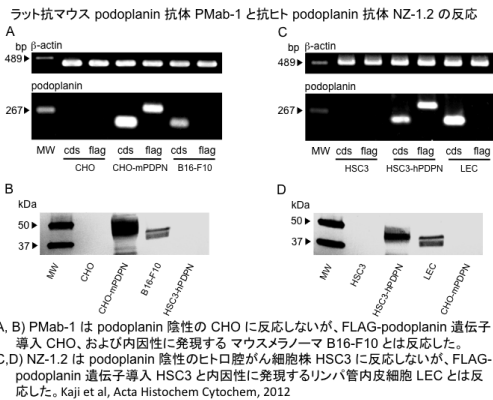 ラット抗マウス podoplanin 抗体 PMab-1 と抗ヒト podoplanin 抗体 NZ-1.2 の反応
A
bp β-actin
489
podoplanin
267
MW cds flag cds flag cds flag
CHO CHO-mPDPN B16-F10
C
bp β-actin
489
podoplanin
267
MW cds flag cds flag cds flag
HSC3 HSC3-hPDPN LEC
B
kDa
50
37
MW CHO CHO-mPDPN B16-F10 HSC3-hPDPN
D
kDa
50
37
MW HSC3 HSC3-hPDPN LEC CHO-mPDPN
A, B) PMab-1 は podoplanin 陰性の CHO に反応しないが、FLAG-podoplanin 遺伝子
導入 CHO、および内因性に発現する マウスメラノーマ B16-F10 とは反応した。
C,D) NZ-1.2 は podoplanin 陰性のヒト口腔がん細胞株 HSC3 に反応しないが、FLAG-
podoplanin 遺伝子導入 HSC3 と内因性に発現するリンパ管内皮細胞 LEC とは反
応した。Kaji et al, Acta Histochem Cytochem, 2012